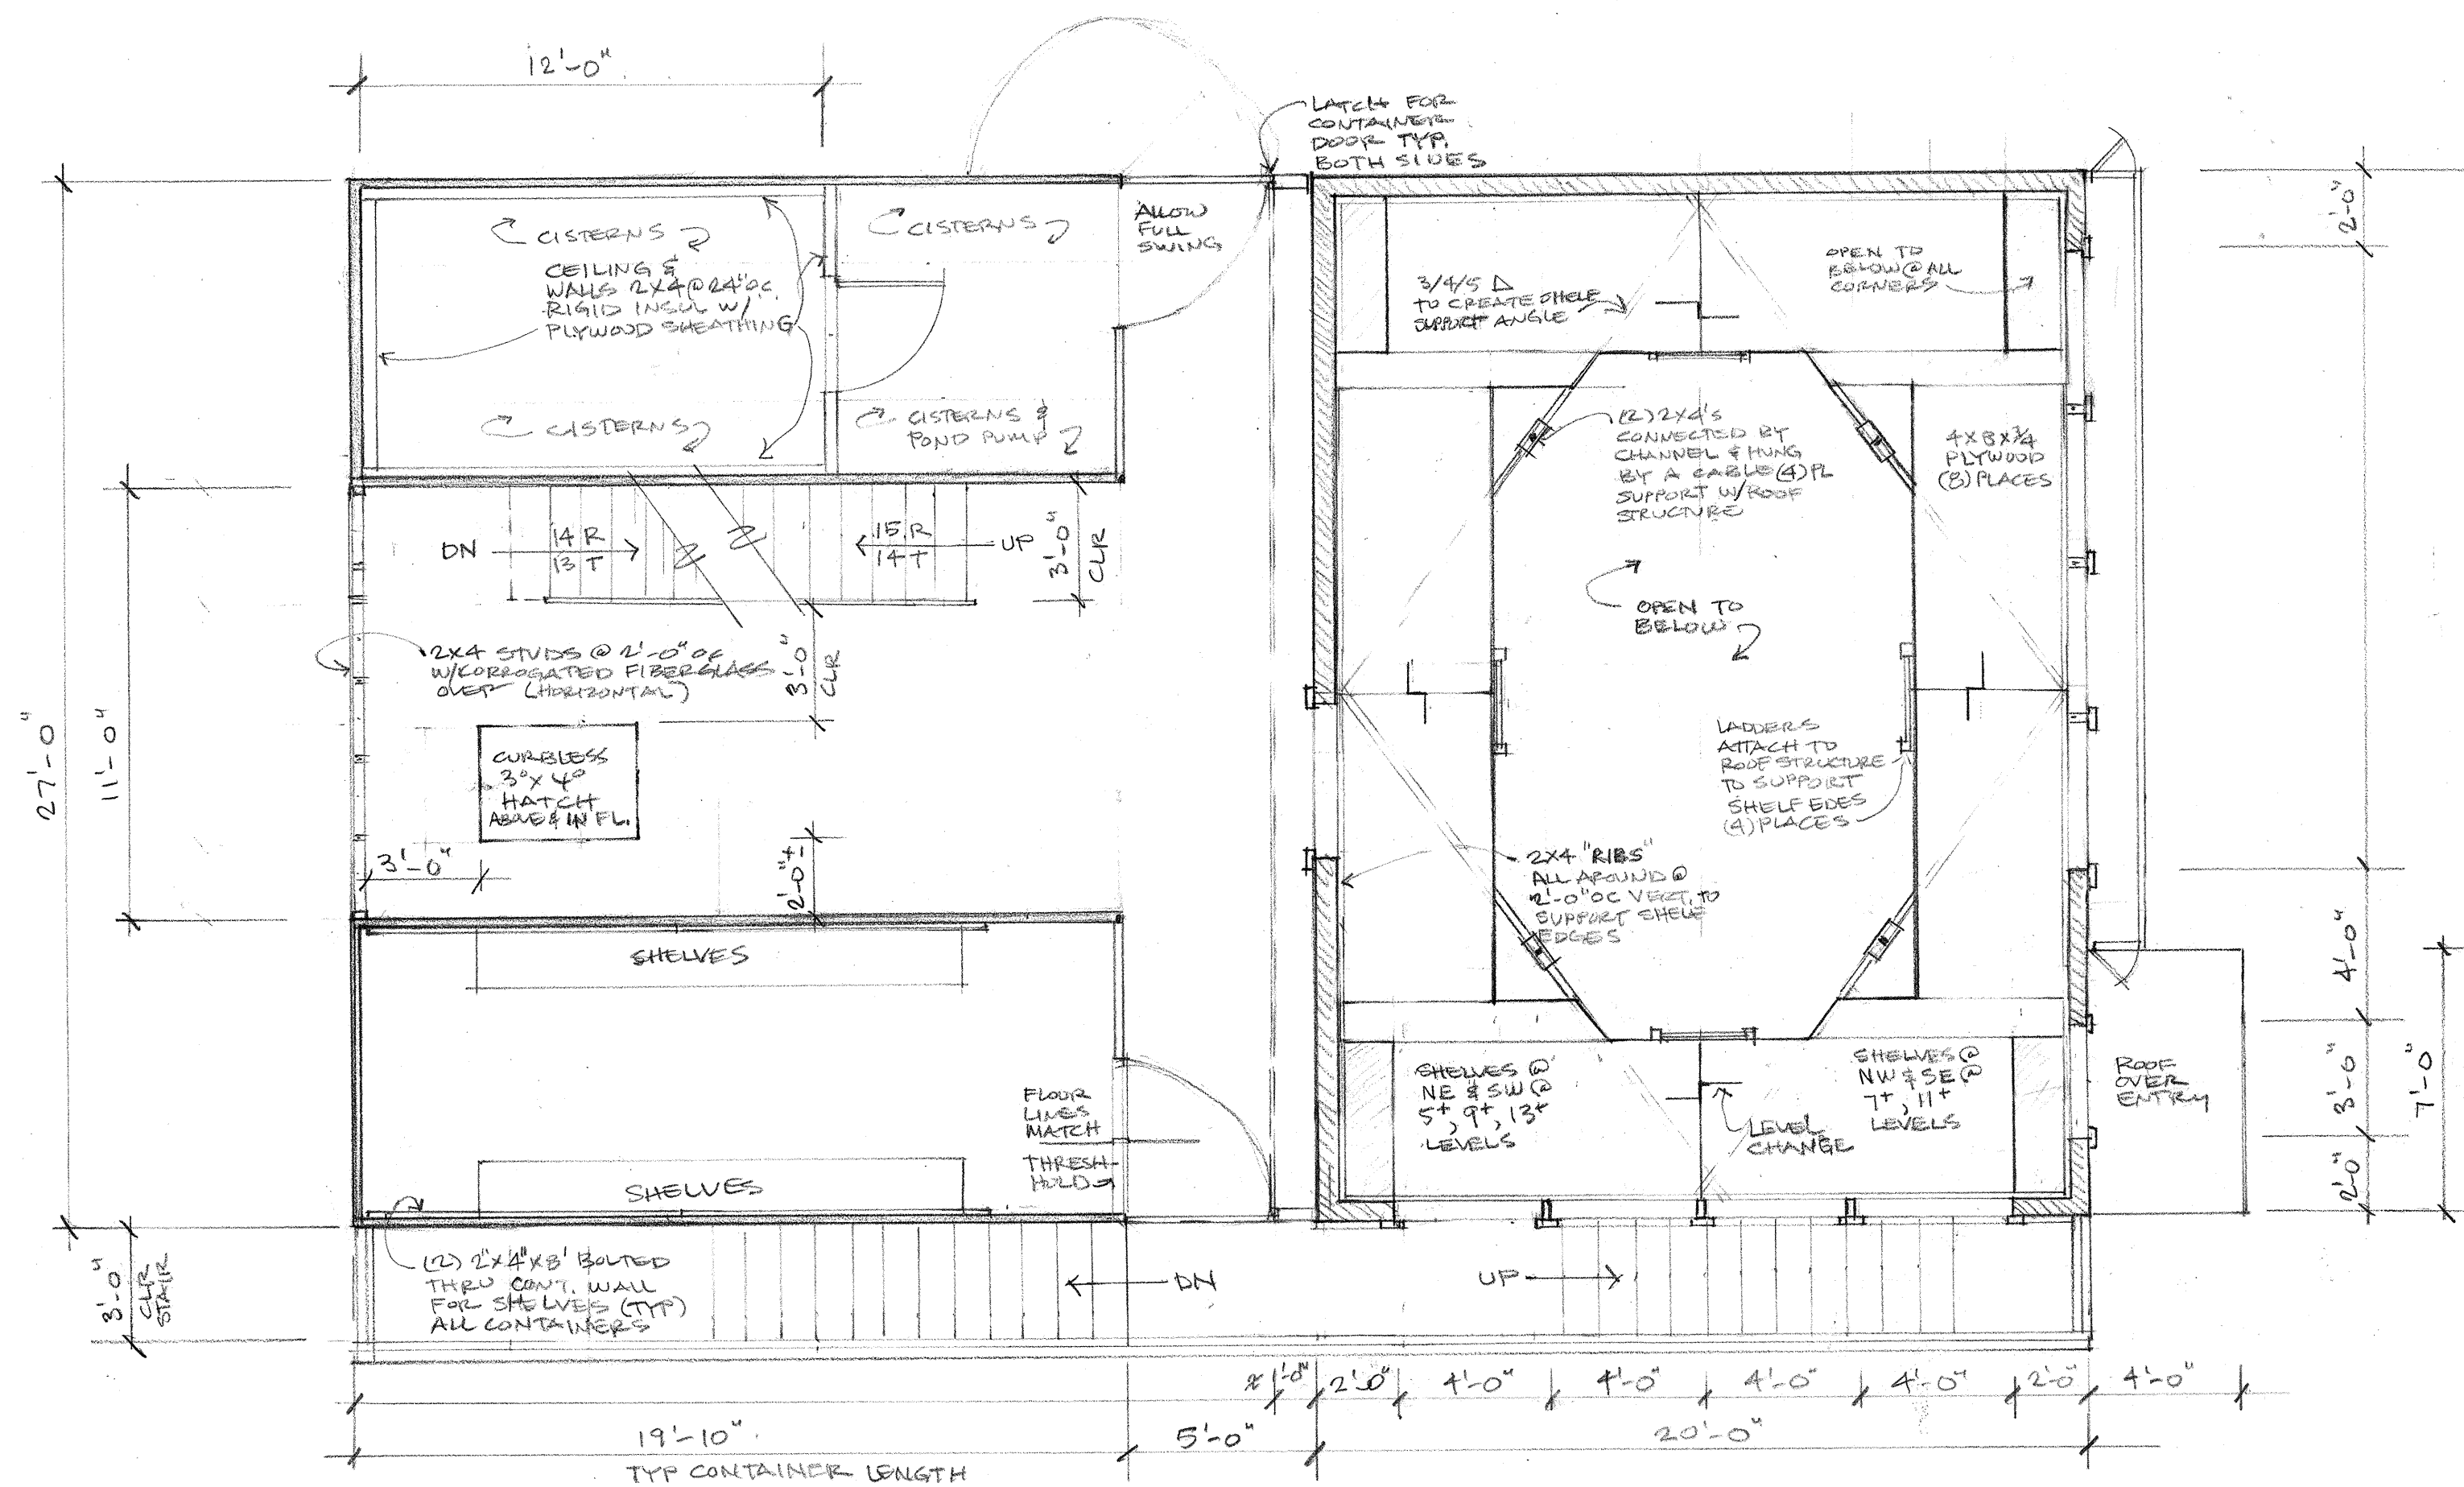 12'-0"
LATCH FOR
CONTAINER
DOOR TYP.
BOTH SIDES
ALLOW
FULL
SWING
CISTERNS
CISTERNS
CEILING &
WALLS 2X4@24"O.C.
RIGID INSUL W/
PLYWOOD SHEATHING
CISTERNS
CISTERNS &
POND PUMP
3/4/5 △
TO CREATE SHELF
SUPPORT ANGLE
OPEN TO
BELOW @ ALL
CORNERS
2'-0"
(2) 2X4's
CONNECTED BY
CHANNEL & HUNG
BY A CABLE (4) PL
SUPPORT W/ROOF
STRUCTURE
4X8X3/4
PLYWOOD
(8) PLACES
DN
14 R
13 T
15 R
14 T
UP
3'-0"
CLR
OPEN TO
BELOW
2X4 STUDS @ 2'-0" OC
W/CORROGATED FIBERGLASS
OVER (HORIZONTAL)
3'-0"
CLR
27'-0"
11'-0"
CURBLESS
3⁰X 4⁰
HATCH
ABOVE & IN FL.
3'-0"
2'-0"±
LADDERS
ATTACH TO
ROOF STRUCTURE
TO SUPPORT
SHELF EDES
(4) PLACES
2X4 "RIBS"
ALL AROUND @
2'-0" OC VERT. TO
SUPPORT SHELF
EDGES
SHELVES
SHELVES
FLOOR
LINES
MATCH
THRESH-
HOLD
SHELVES @
NE & SW @
5+, 9+, 13+
LEVELS
LEVEL
CHANGE
SHELVES @
NW & SE @
7+, 11+
LEVELS
ROOF
OVER
ENTRY
4'-0"
3'-0"
2'-0"
7'-0"
3'-0"
CLR
STAIR
(2) 2"X4"X8' BOLTED
THRU CONT. WALL
FOR SHELVES (TYP)
ALL CONTAINERS
DN
UP
1'-0"
2'-0"
4'-0"
4'-0"
4'-0"
4'-0"
2'-0"
4'-0"
19'-10"
TYP CONTAINER LENGTH
5'-0"
20'-0"